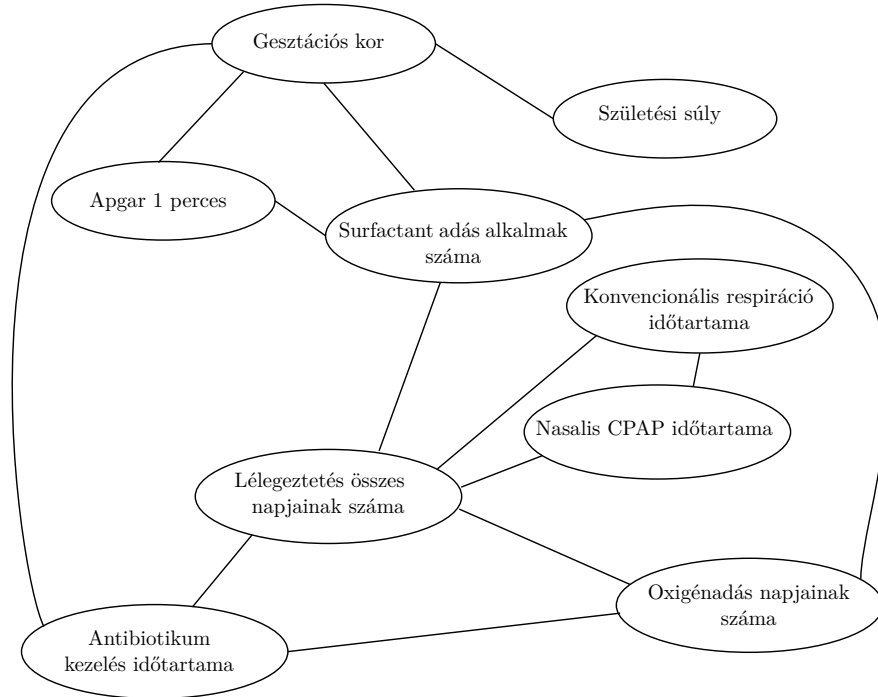 Gesztációs kor
Születési súly
Apgar 1 perces
Surfactant adás alkalmak
száma
Konvencionális respiráció
időtartama
Nasalis CPAP időtartama
Lélegeztetés összes
napjainak száma
Oxigénadás napjainak
száma
Antibiotikum
kezelés időtartama